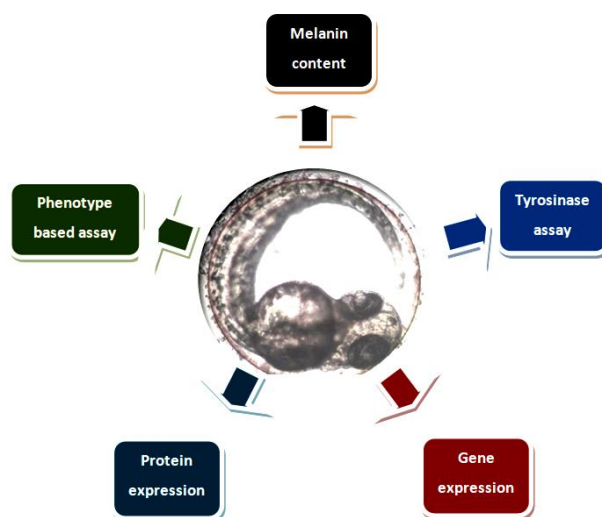 Melanin
content
Phenotype
based assay
Tyrosinase
assay
Protein
expression
Gene
expression